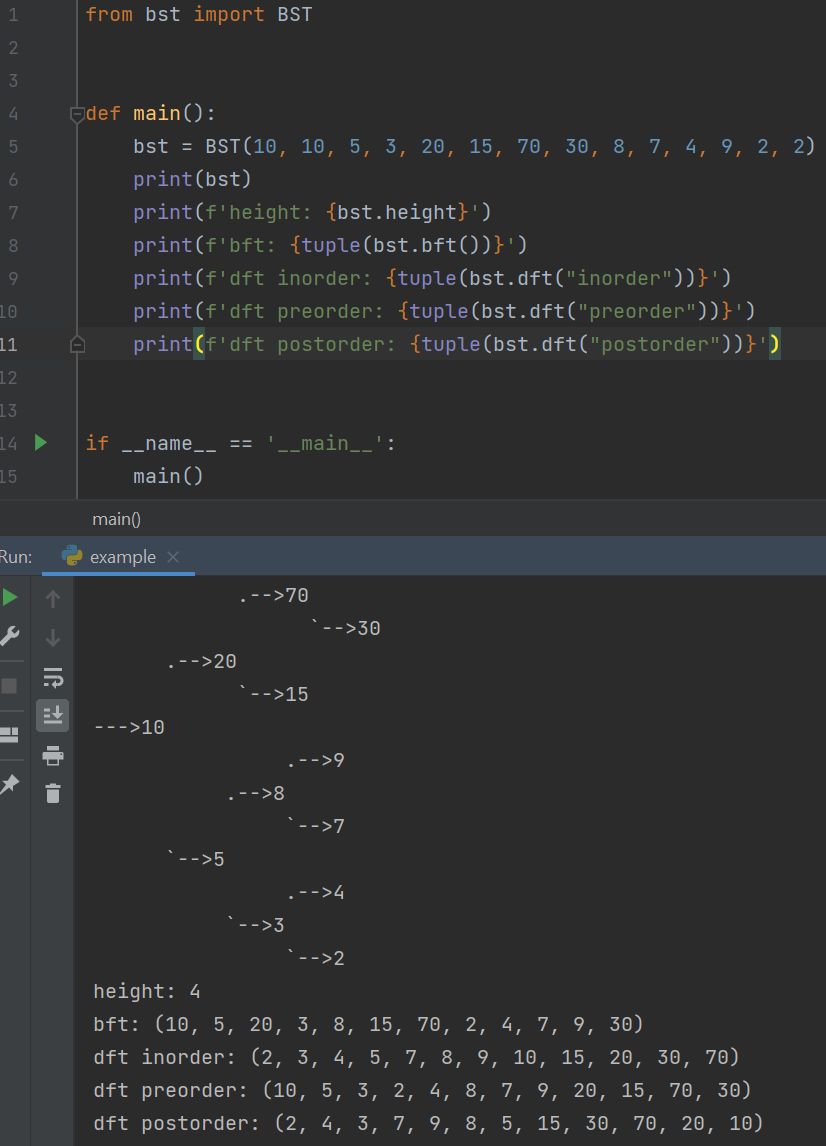 1 from bst import BST
2
3
4 def main():
5     bst = BST(10, 10, 5, 3, 20, 15, 70, 30, 8, 7, 4, 9, 2, 2)
6     print(bst)
7     print(f'height: {bst.height}')
8     print(f'bft: {tuple(bst.bft())}')
9     print(f'dft inorder: {tuple(bst.dft("inorder"))}')
10     print(f'dft preorder: {tuple(bst.dft("preorder"))}')
11     print(f'dft postorder: {tuple(bst.dft("postorder"))}')
12
13
14 if __name__ == '__main__':
15     main()
main()
Run: example
            .-->70
                  `-->30
      .-->20
            `-->15
--->10
                .-->9
           .-->8
                `-->7
      `-->5
                .-->4
           `-->3
                `-->2
height: 4
bft: (10, 5, 20, 3, 8, 15, 70, 2, 4, 7, 9, 30)
dft inorder: (2, 3, 4, 5, 7, 8, 9, 10, 15, 20, 30, 70)
dft preorder: (10, 5, 3, 2, 4, 8, 7, 9, 20, 15, 70, 30)
dft postorder: (2, 4, 3, 7, 9, 8, 5, 15, 30, 70, 20, 10)